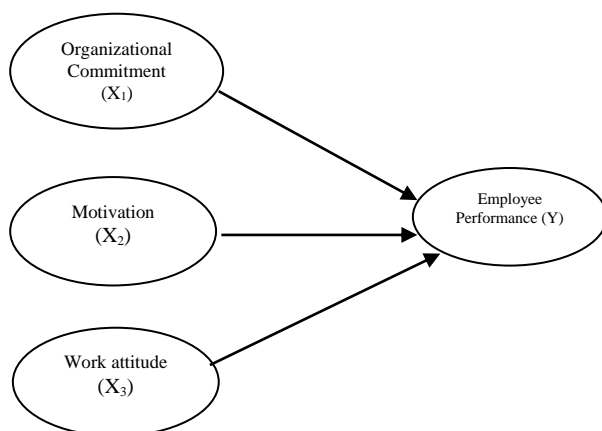 Organizational
Commitment
(X₁)
Motivation
(X₂)
Work attitude
(X₃)
Employee
Performance (Y)